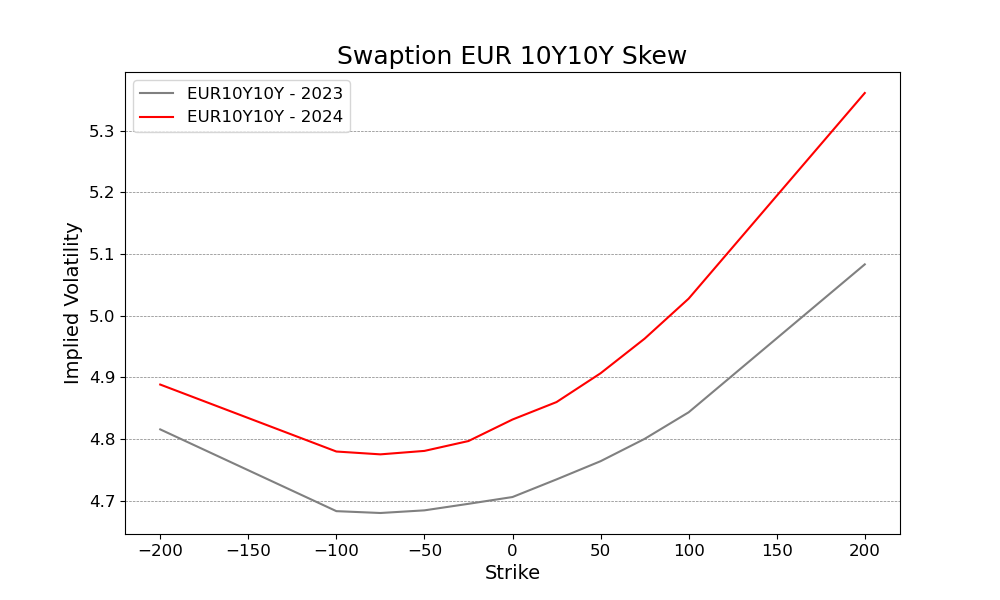 Swaption EUR 10Y10Y Skew
EUR10Y10Y - 2023
EUR10Y10Y - 2024
Implied Volatility
5.3
5.2
5.1
5.0
4.9
4.8
4.7
−200 −150 −100 −50 0 50 100 150 200
Strike